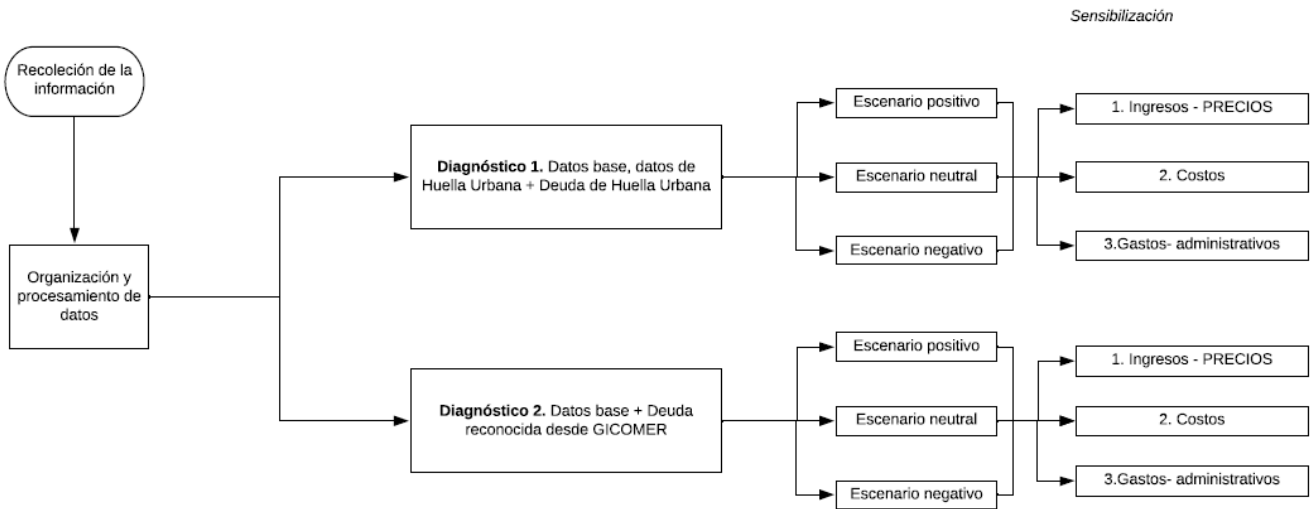 Sensibilización
Recoleción de la
información
Organización y
procesamiento de
datos
Diagnóstico 1. Datos base, datos de
Huella Urbana + Deuda de Huella Urbana
Escenario positivo
Escenario neutral
Escenario negativo
1. Ingresos - PRECIOS
2. Costos
3.Gastos- administrativos
Diagnóstico 2. Datos base + Deuda
reconocida desde GICOMER
Escenario positivo
Escenario neutral
Escenario negativo
1. Ingresos - PRECIOS
2. Costos
3.Gastos- administrativos